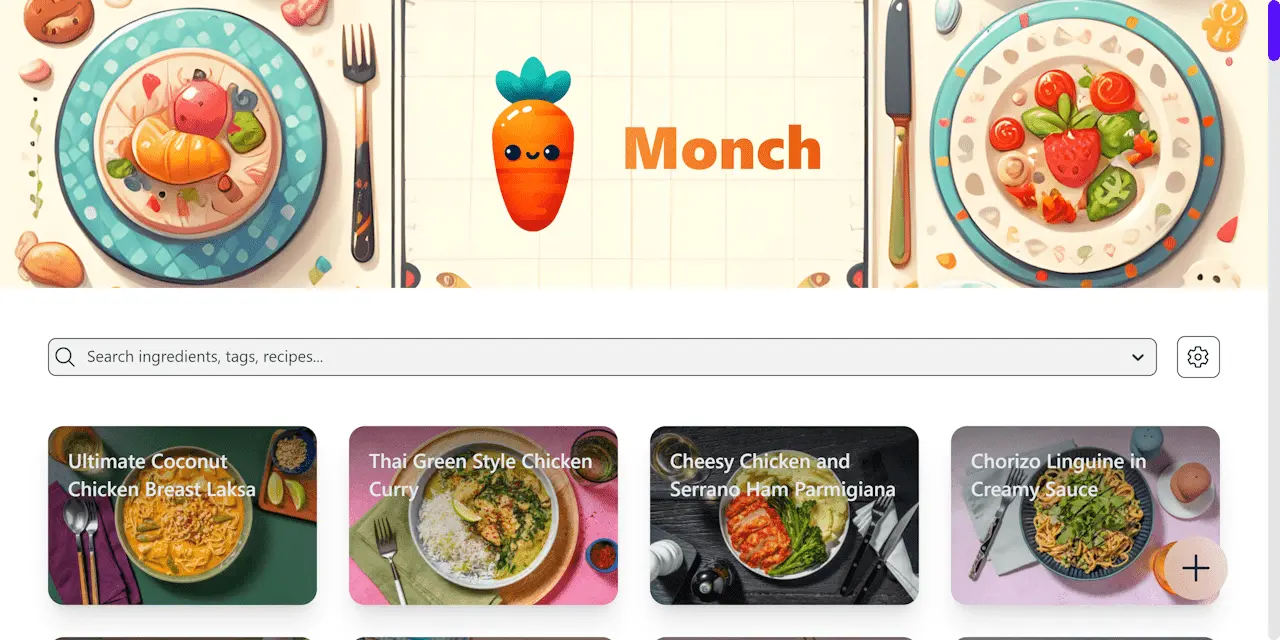 Monch
Search ingredients, tags, recipes...
Ultimate Coconut
Chicken Breast Laksa
Thai Green Style Chicken
Curry
Cheesy Chicken and
Serrano Ham Parmigiana
Chorizo Linguine in
Creamy Sauce